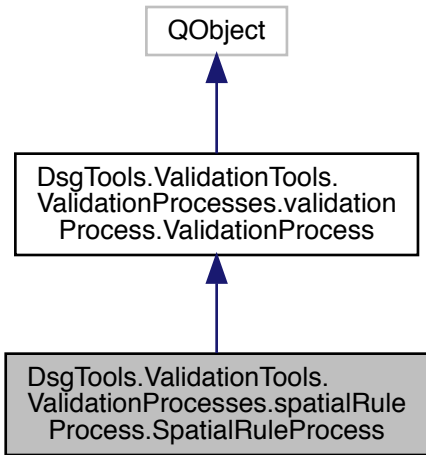 QObject
DsgTools.ValidationTools.
ValidationProcesses.validation
Process.ValidationProcess
DsgTools.ValidationTools.
ValidationProcesses.spatialRule
Process.SpatialRuleProcess